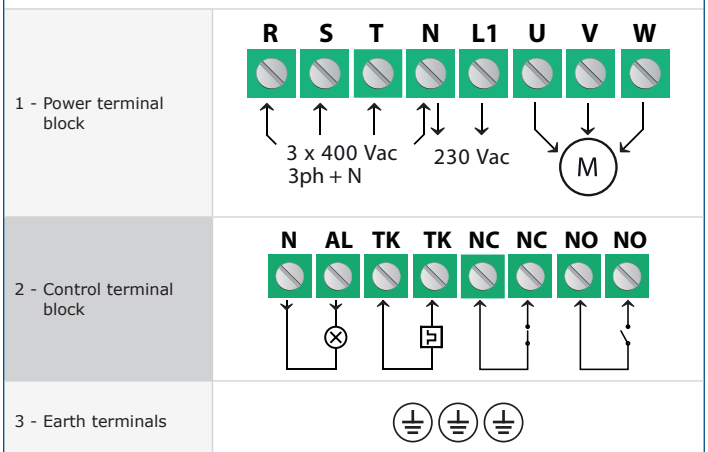 R S T N L1 U V W
1 - Power terminal
block
3 x 400 Vac
3ph + N
230 Vac
M
N AL TK TK NC NC NO NO
2 - Control terminal
block
3 - Earth terminals